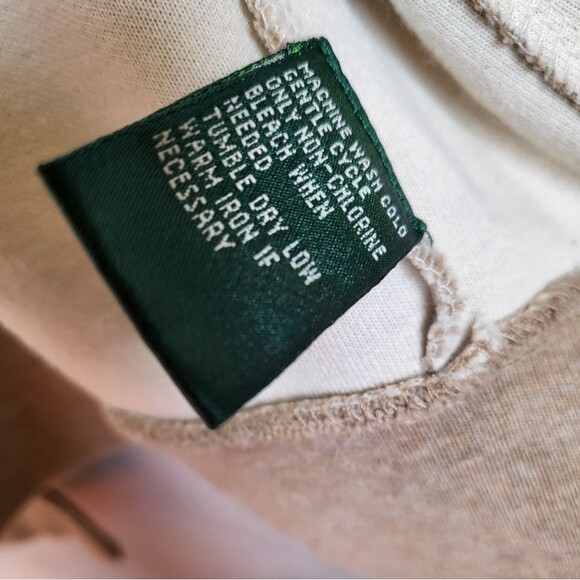 MACHINE WASH COLD
GENTLE CYCLE
ONLY NON-CHLORINE
BLEACH WHEN
NEEDED
TUMBLE DRY LOW
WARM IRON IF
NECESSARY